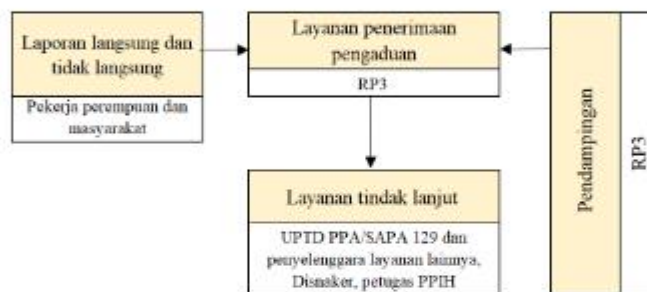 Laporan langsung dan
tidak langsung
Pekerja perempuan dan
masyarakat
Layanan penerimaan
pengaduan
RP3
Layanan tindak lanjut
UPTD PPA/SAPA 129 dan
penyelenggara layanan lainnya,
Disnaker, petugas PPIH
Pendampingan
RP3